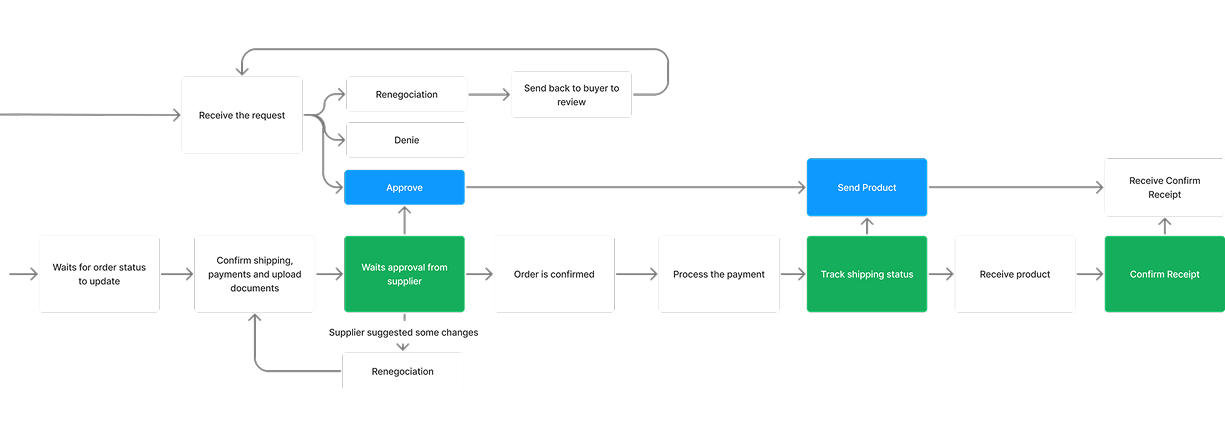 Send back to buyer to
review
Renegociation
Receive the request
Denie
Approve
Send Product
Receive Confirm
Receipt
Waits for order status
to update
Confirm shipping,
payments and upload
documents
Waits approval from
supplier
Order is confirmed
Process the payment
Track shipping status
Receive product
Confirm Receipt
Supplier suggested some changes
Renegociation